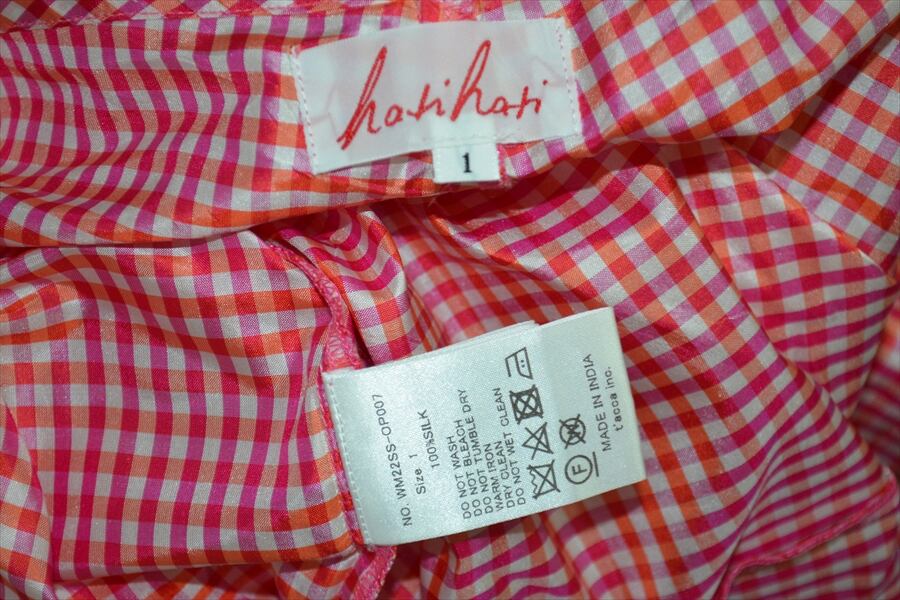 hatihati
1
NO. WM22SS-OP007
Size 1
100%SILK
DO NOT WASH
DO NOT BLEACH
DO NOT TUMBLE DRY
WARM IRON
DRY CLEAN
DO NOT WET CLEAN
F
MADE IN INDIA
t'acca inc.